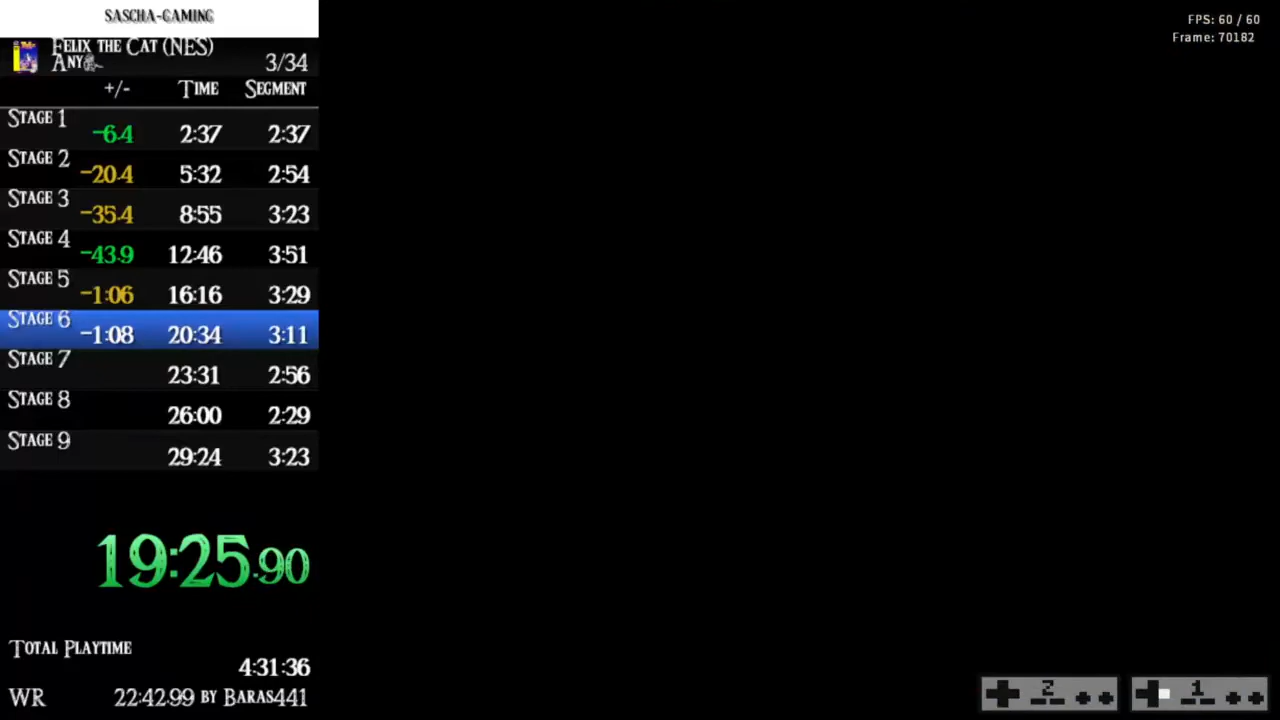 SASCHA-GAMING
FELIX THE CAT (NES)
ANY%
3/34
+/- TIME SEGMENT
STAGE 1 -6.4 2:37 2:37
STAGE 2 -20.4 5:32 2:54
STAGE 3 -35.4 8:55 3:23
STAGE 4 -43.9 12:46 3:51
STAGE 5 -1:06 16:16 3:29
STAGE 6 -1:08 20:34 3:11
STAGE 7 23:31 2:56
STAGE 8 26:00 2:29
STAGE 9 29:24 3:23
19:25.90
TOTAL PLAYTIME
4:31:36
WR 22:42.99 BY BARAS441
FPS: 60 / 60
Frame: 70182
2 1